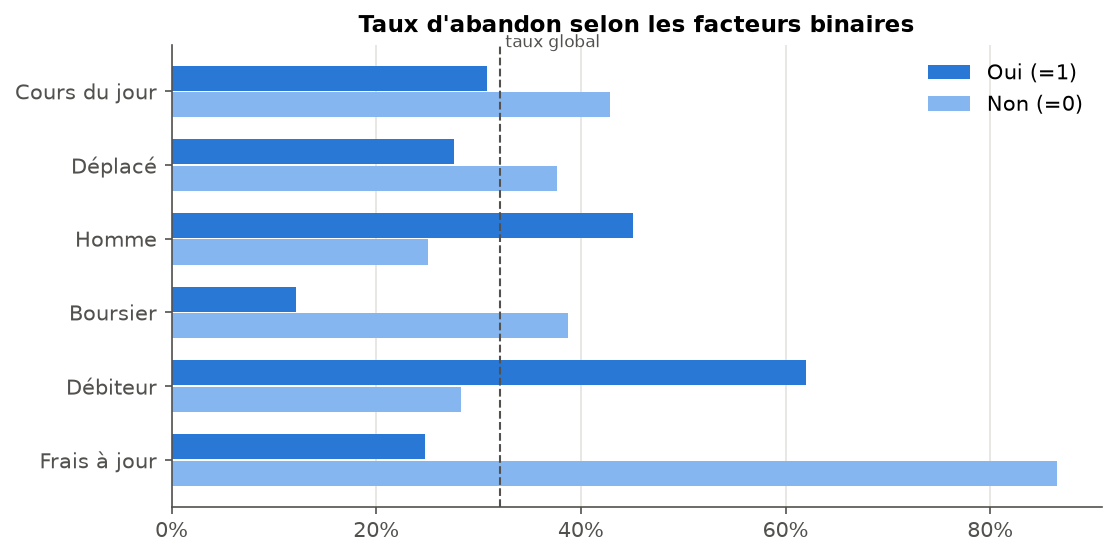 Taux d'abandon selon les facteurs binaires
taux global
Oui (=1)
Non (=0)
Cours du jour
Déplacé
Homme
Boursier
Débiteur
Frais à jour
0% 20% 40% 60% 80%